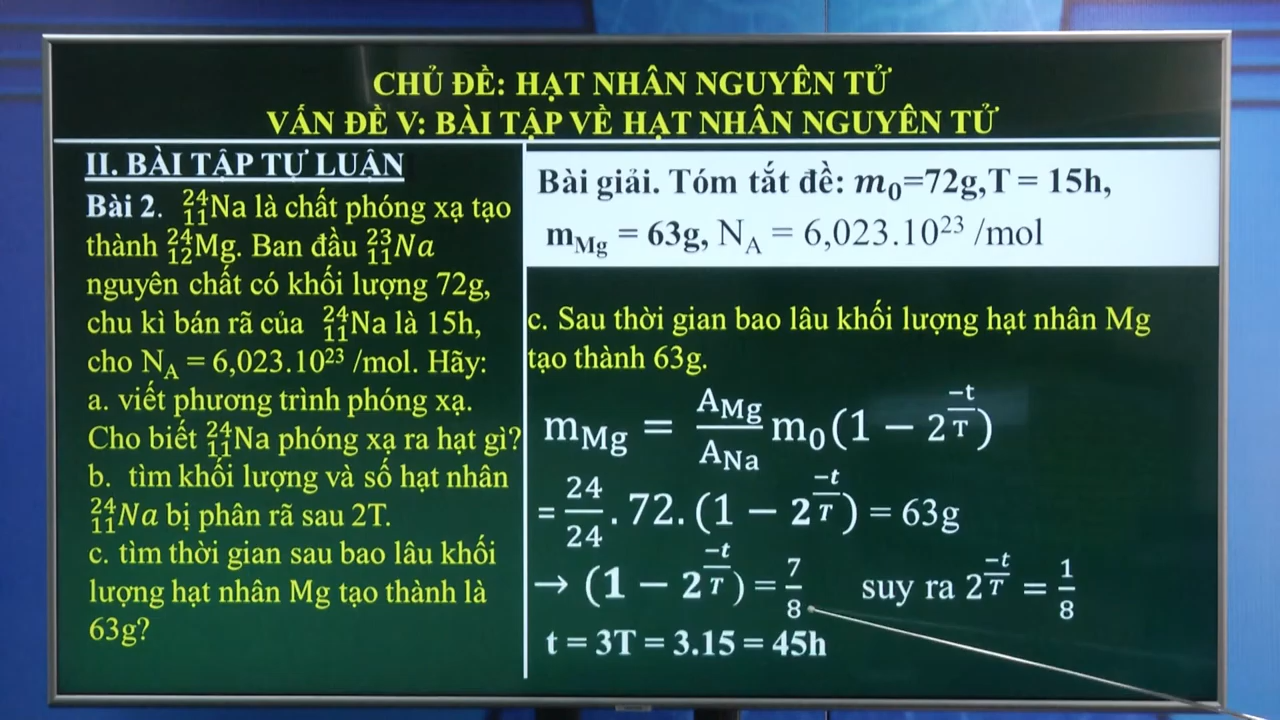 CHỦ ĐỀ: HẠT NHÂN NGUYÊN TỬ
VẤN ĐỀ V: BÀI TẬP VỀ HẠT NHÂN NGUYÊN TỬ
II. BÀI TẬP TỰ LUẬN
Bài 2. ²⁴₁₁Na là chất phóng xạ tạo
thành ²⁴₁₂Mg. Ban đầu ²³₁₁Na
nguyên chất có khối lượng 72g,
chu kì bán rã của ²⁴₁₁Na là 15h,
cho N_A = 6,023.10²³ /mol. Hãy:
a. viết phương trình phóng xạ.
Cho biết ²⁴₁₁Na phóng xạ ra hạt gì?
b. tìm khối lượng và số hạt nhân
²⁴₁₁Na bị phân rã sau 2T.
c. tìm thời gian sau bao lâu khối
lượng hạt nhân Mg tạo thành là
63g?
Bài giải. Tóm tắt đề: m₀=72g,T = 15h,
m_Mg = 63g, N_A = 6,023.10²³ /mol
c. Sau thời gian bao lâu khối lượng hạt nhân Mg
tạo thành 63g.
m_Mg = A_Mg/A_Na m₀(1 − 2^(−t/T))
= 24/24 . 72. (1 − 2^(−t/T)) = 63g
→ (1 − 2^(−t/T)) = 7/8 suy ra 2^(−t/T) = 1/8
t = 3T = 3.15 = 45h